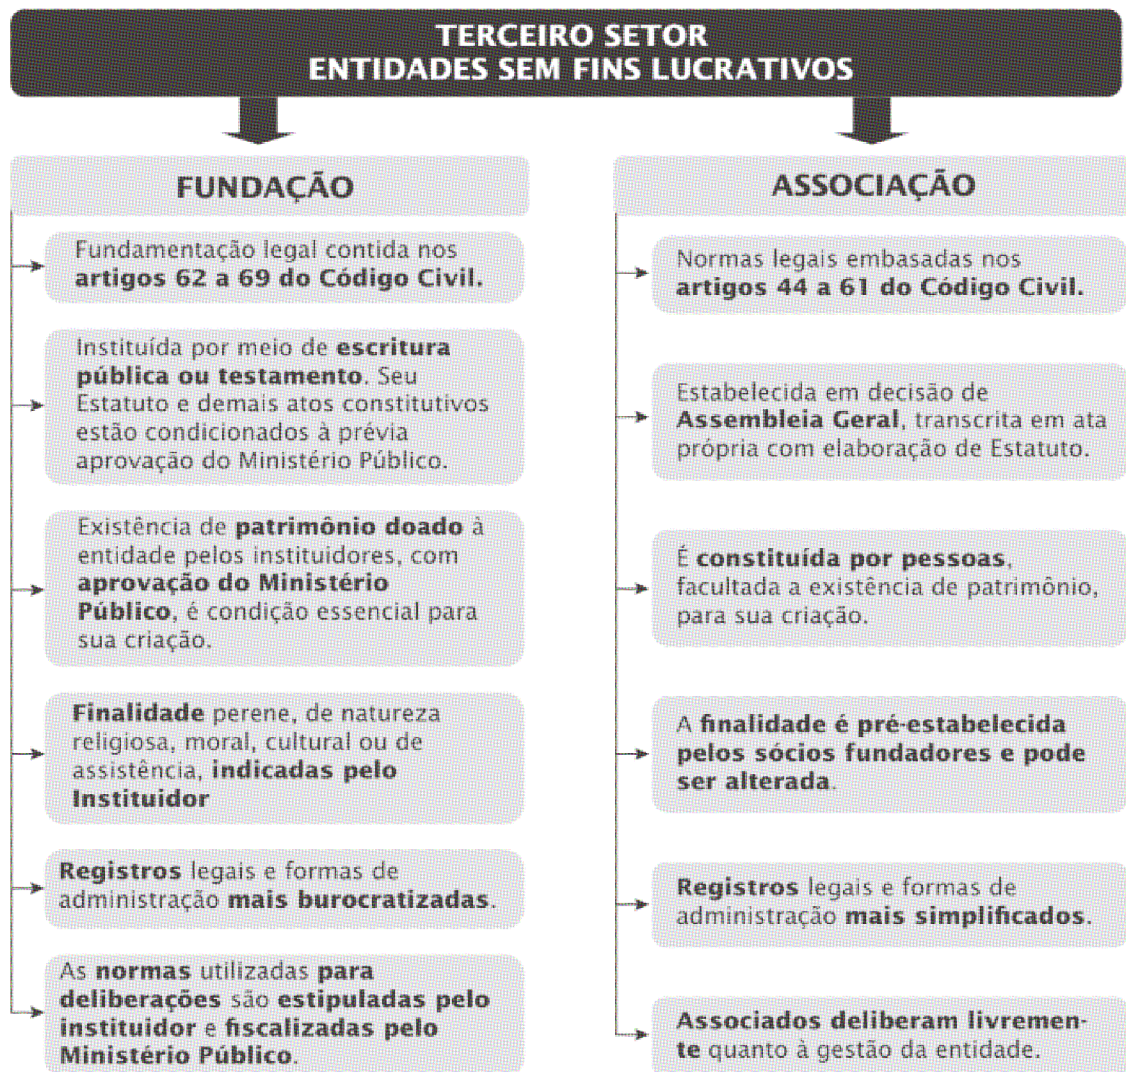 TERCEIRO SETOR
ENTIDADES SEM FINS LUCRATIVOS
FUNDAÇÃO
Fundamentação legal contida nos
artigos 62 a 69 do Código Civil.
Instituída por meio de escritura
pública ou testamento. Seu
Estatuto e demais atos constitutivos
estão condicionados à prévia
aprovação do Ministério Público.
Existência de patrimônio doado à
entidade pelos instituidores, com
aprovação do Ministério
Público, é condição essencial para
sua criação.
Finalidade perene, de natureza
religiosa, moral, cultural ou de
assistência, indicadas pelo
Instituidor
Registros legais e formas de
administração mais burocratizadas.
As normas utilizadas para
deliberações são estipuladas pelo
instituidor e fiscalizadas pelo
Ministério Público.
ASSOCIAÇÃO
Normas legais embasadas nos
artigos 44 a 61 do Código Civil.
Estabelecida em decisão de
Assembleia Geral, transcrita em ata
própria com elaboração de Estatuto.
É constituída por pessoas,
facultada a existência de patrimônio,
para sua criação.
A finalidade é pré-estabelecida
pelos sócios fundadores e pode
ser alterada.
Registros legais e formas de
administração mais simplificados.
Associados deliberam livremen-
te quanto à gestão da entidade.